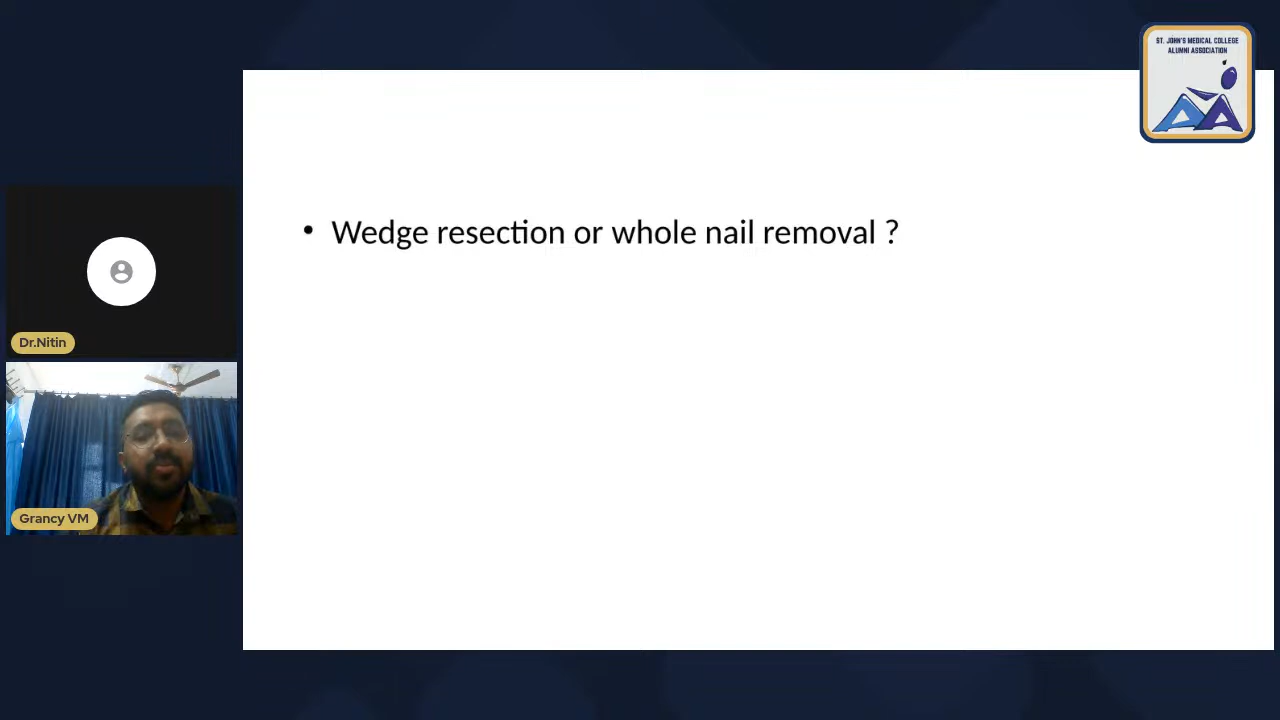 ST. JOHN'S MEDICAL COLLEGE
ALUMNI ASSOCIATION
• Wedge resection or whole nail removal ?
Dr.Nitin
Grancy VM